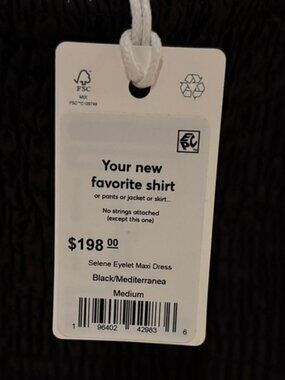 FSC
MIX
Your new
favorite shirt
or pants or jacket or skirt...
No strings attached
(except this one)
$198 00
Selene Eyelet Maxi Dress
Black/Mediterranea
Medium
1 96402 42983 6